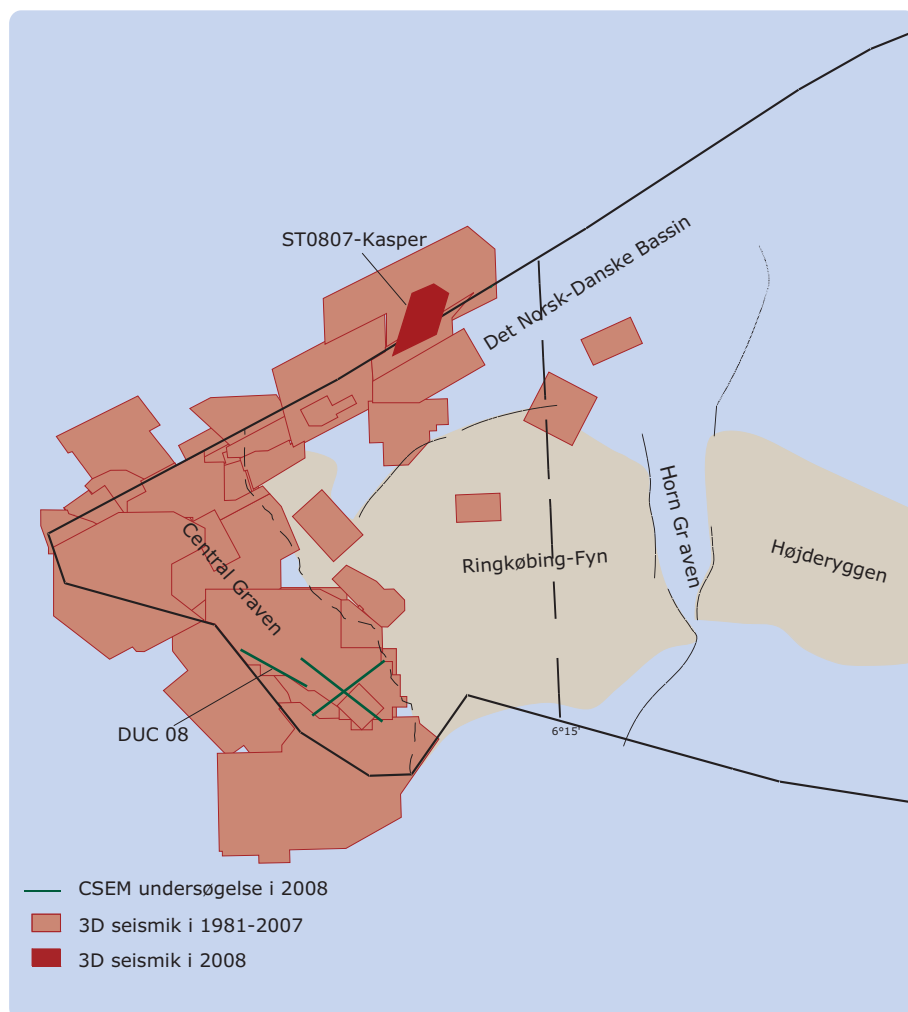 ST0807-Kasper
Det Norsk-Danske Bassin
Horn Gr aven
Central Graven
Ringkøbing-Fyn
Højderyggen
DUC 08
6°15'
CSEM undersøgelse i 2008
3D seismik i 1981-2007
3D seismik i 2008